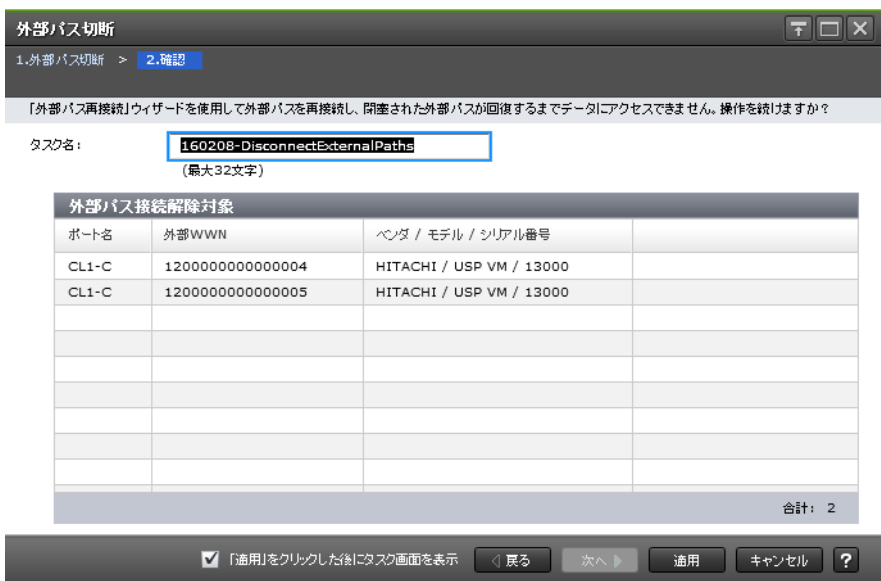 外部パス切断
1.外部パス切断 > 2.確認
「外部パス再接続」ウィザードを使用して外部パスを再接続し、閉塞された外部パスが回復するまでデータにアクセスできません。操作を続けますか?
タスク名: 160208-DisconnectExternalPaths
(最大32文字)
外部パス接続解除対象
ポート名 外部WWN ベンダ / モデル / シリアル番号
CL1-C 1200000000000004 HITACHI / USP VM / 13000
CL1-C 1200000000000005 HITACHI / USP VM / 13000
合計: 2
「適用」をクリックした後にタスク画面を表示 戻る 次へ 適用 キャンセル ?